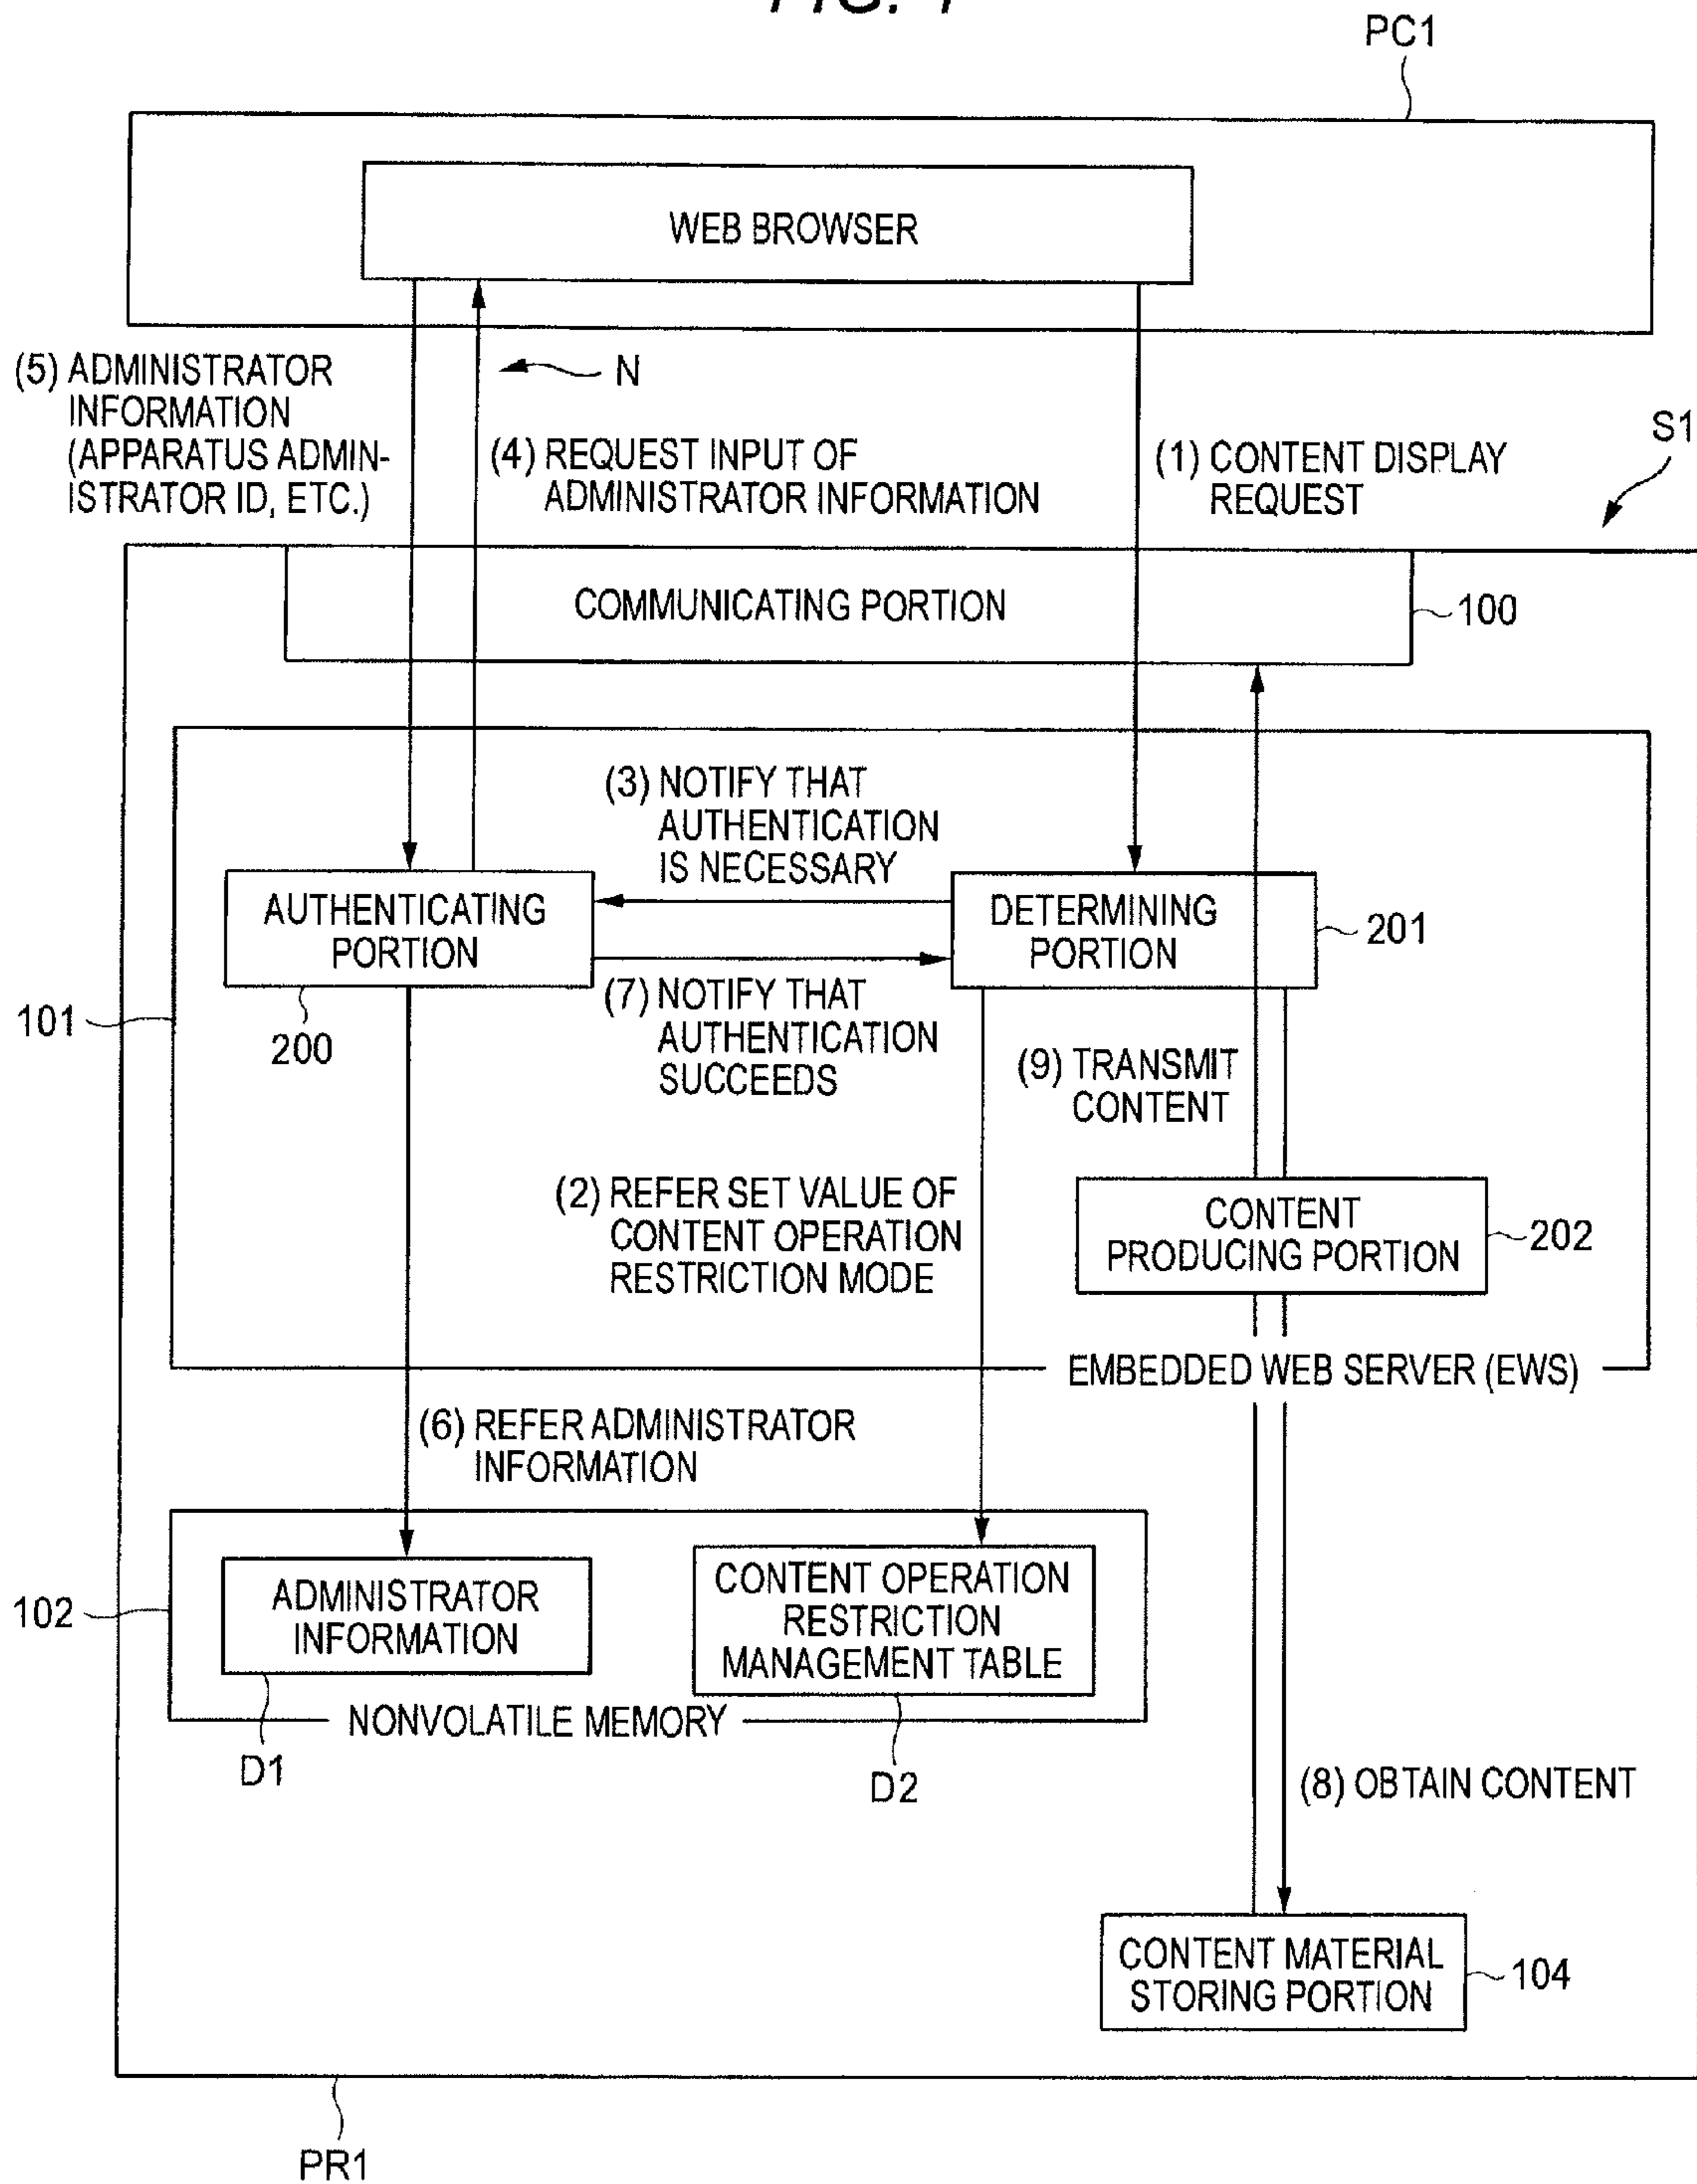 FIG. 1
PC1
WEB BROWSER
(5) ADMINISTRATOR
INFORMATION
(APPARATUS ADMIN-
ISTRATOR ID, ETC.)
N
(4) REQUEST INPUT OF
ADMINISTRATOR INFORMATION
(1) CONTENT DISPLAY
REQUEST
S1
COMMUNICATING PORTION
100
(3) NOTIFY THAT
AUTHENTICATION
IS NECESSARY
AUTHENTICATING
PORTION
200
DETERMINING
PORTION
201
101
(7) NOTIFY THAT
AUTHENTICATION
SUCCEEDS
(9) TRANSMIT
CONTENT
(2) REFER SET VALUE OF
CONTENT OPERATION
RESTRICTION MODE
CONTENT
PRODUCING PORTION
202
EMBEDDED WEB SERVER (EWS)
(6) REFER ADMINISTRATOR
INFORMATION
102
ADMINISTRATOR
INFORMATION
CONTENT OPERATION
RESTRICTION
MANAGEMENT TABLE
NONVOLATILE MEMORY
D1
D2
(8) OBTAIN CONTENT
CONTENT MATERIAL
STORING PORTION
104
PR1